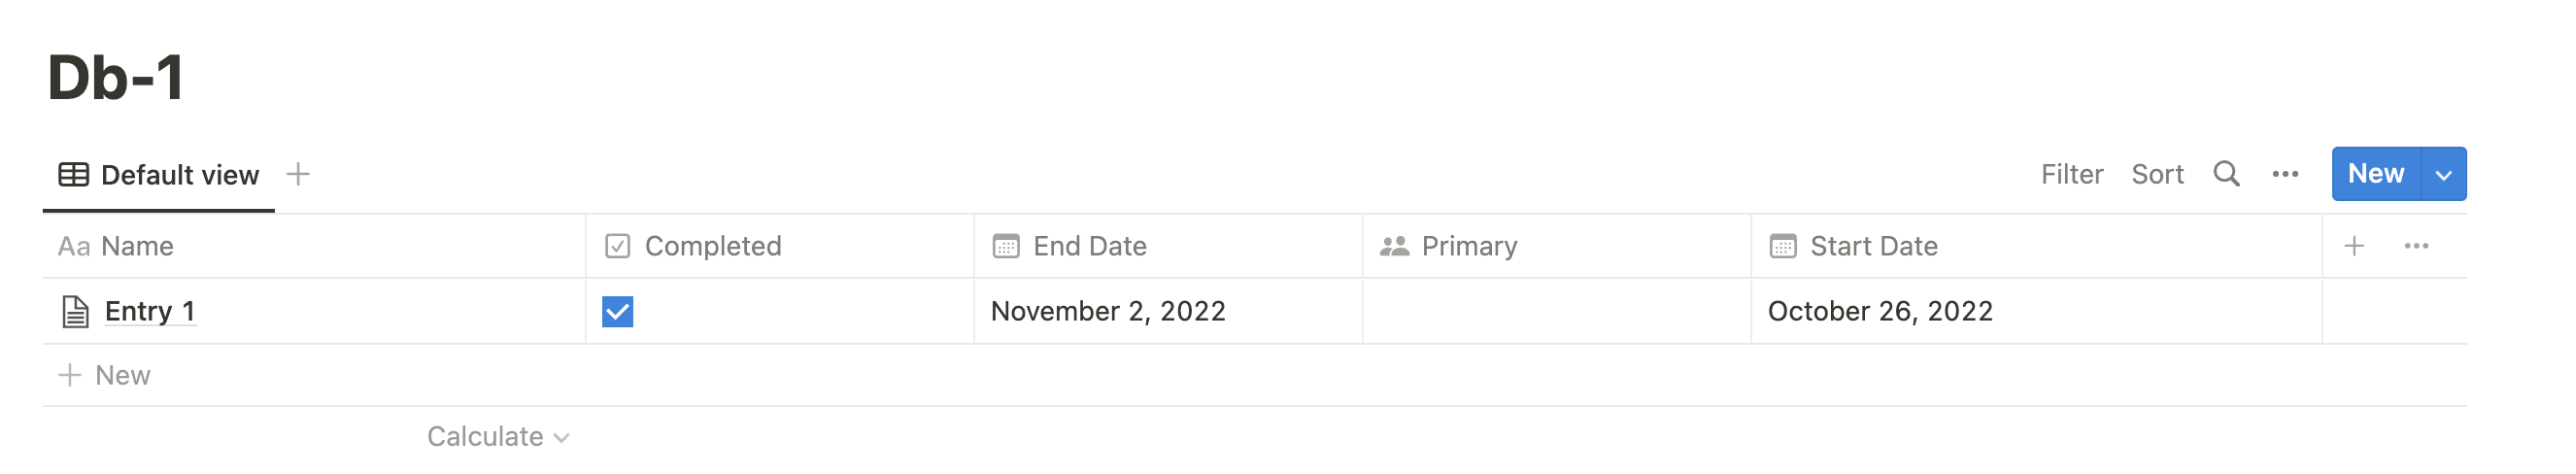 Db-1
Default view Filter Sort New
Aa Name Completed End Date Primary Start Date
Entry 1 November 2, 2022 October 26, 2022
New
Calculate